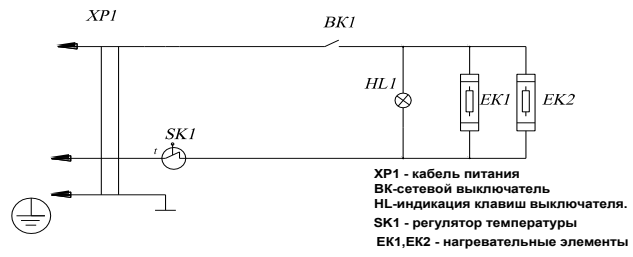 XP1
BK1
HL1
EK1
EK2
t
SK1
XP1 - кабель питания
ВК-сетевой выключатель
HL-индикация клавиш выключателя.
SK1 - регулятор температуры
EK1,EK2 - нагревательные элементы